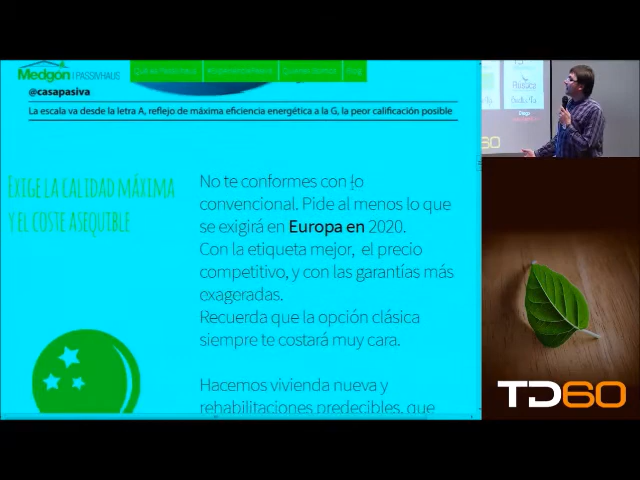 Medgón | PASSIVHAUS
@casapasiva
La escala va desde la letra A, reflejo de máxima eficiencia energética a la G, la peor calificación posible
EXIGE LA CALIDAD MÁXIMA
Y EL COSTE ASEQUIBLE
No te conformes con lo
convencional. Pide al menos lo que
se exigirá en Europa en 2020.
Con la etiqueta mejor, el precio
competitivo, y con las garantías más
exageradas.
Recuerda que la opción clásica
siempre te costará muy cara.
Hacemos vivienda nueva y
rehabilitaciones predecibles, que
60
TD60